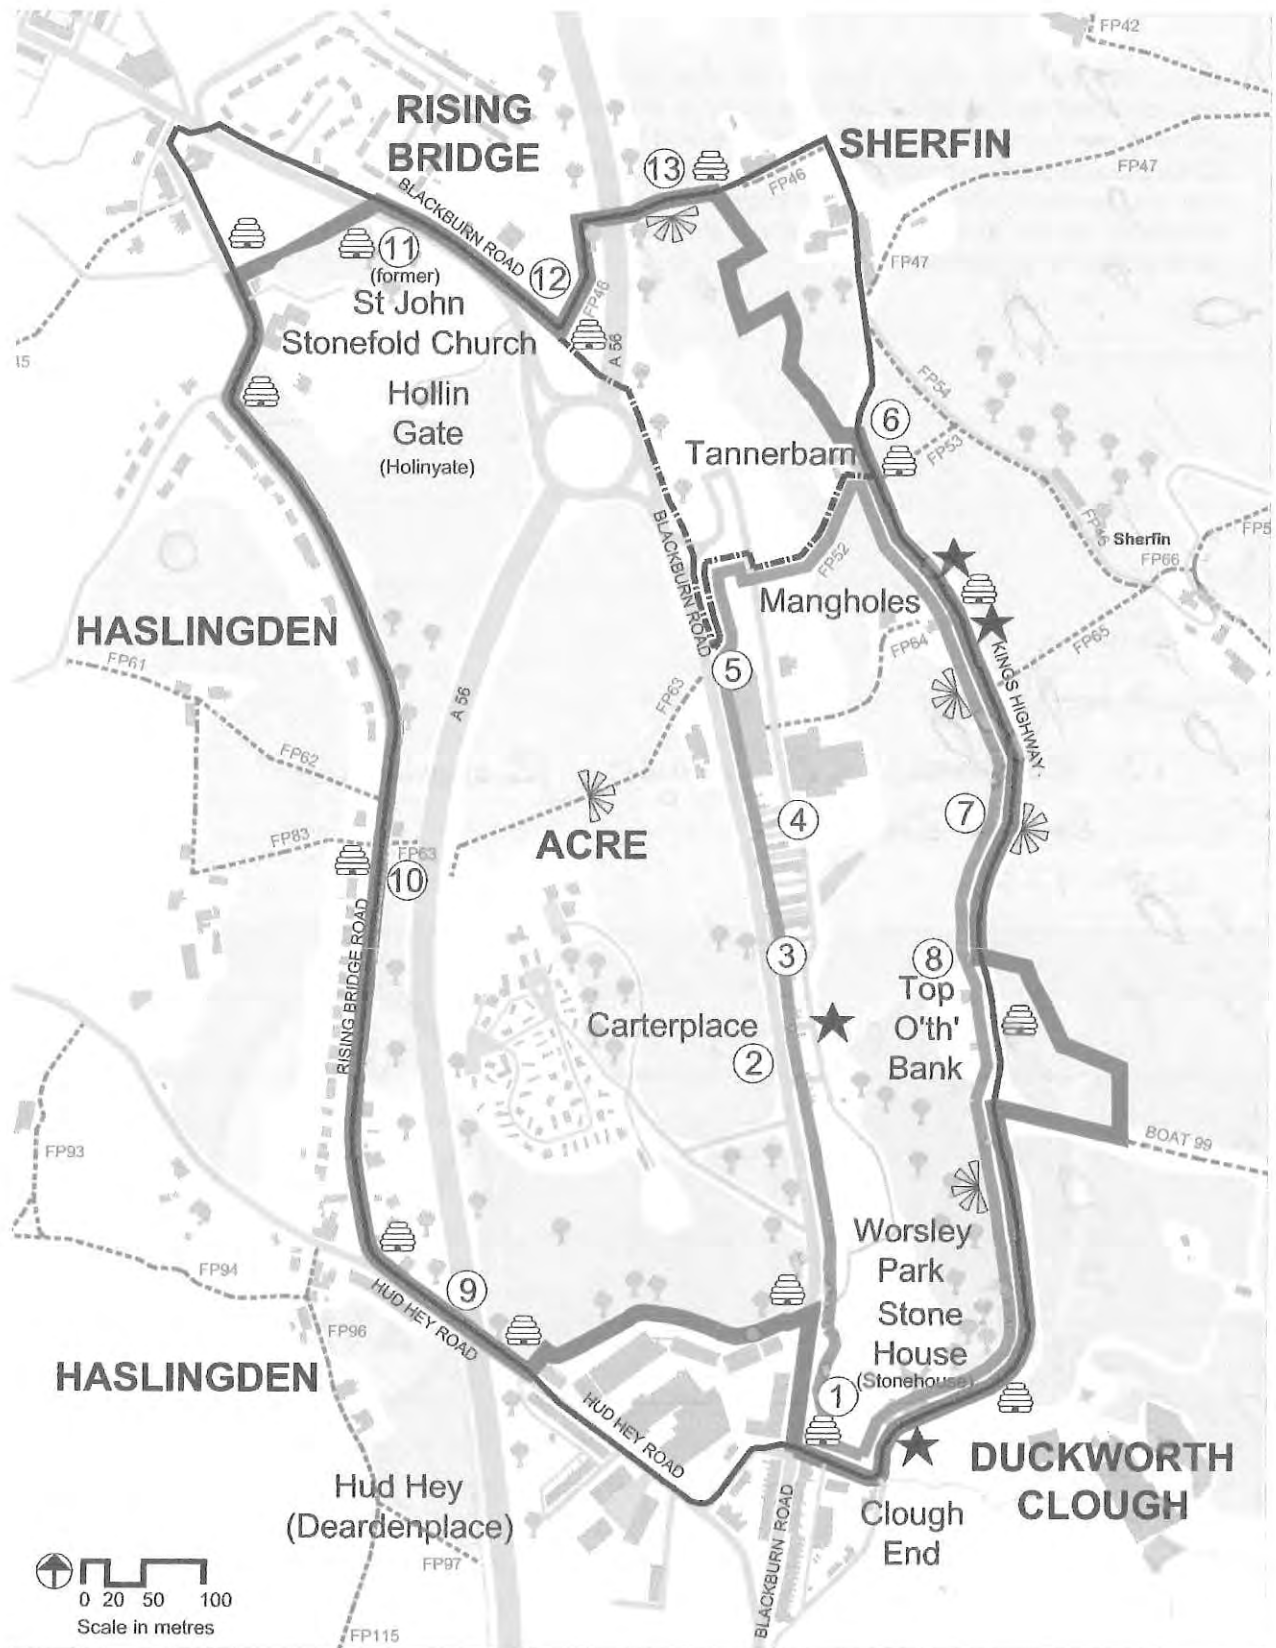 FP42
RISING
BRIDGE
SHERFIN
13
FP46
FP47
BLACKBURN ROAD
11
(former)
St John
Stonefold Church
12
FP46
A 56
FP47
Hollin
Gate
(Holinyate)
FP54
6
Tannerbarn
FP53
BLACKBURN ROAD
FP52
FP46
Sherfin
FP66
Mangholes
HASLINGDEN
FP61
FP64
FP65
KINGS HIGHWAY
5
FP63
A 56
FP62
7
4
FP83
ACRE
FP63
10
RISING BRIDGE ROAD
3
8
Top
O'th'
Bank
Carterplace
2
BOAT 99
FP93
Worsley
Park
FP94
9
HUD HEY ROAD
Stone
House
(Stonehouse)
FP96
HASLINGDEN
1
HUD HEY ROAD
DUCKWORTH
CLOUGH
Hud Hey
(Deardenplace)
BLACKBURN ROAD
Clough
End
FP97
0 20 50 100
Scale in metres
FP115